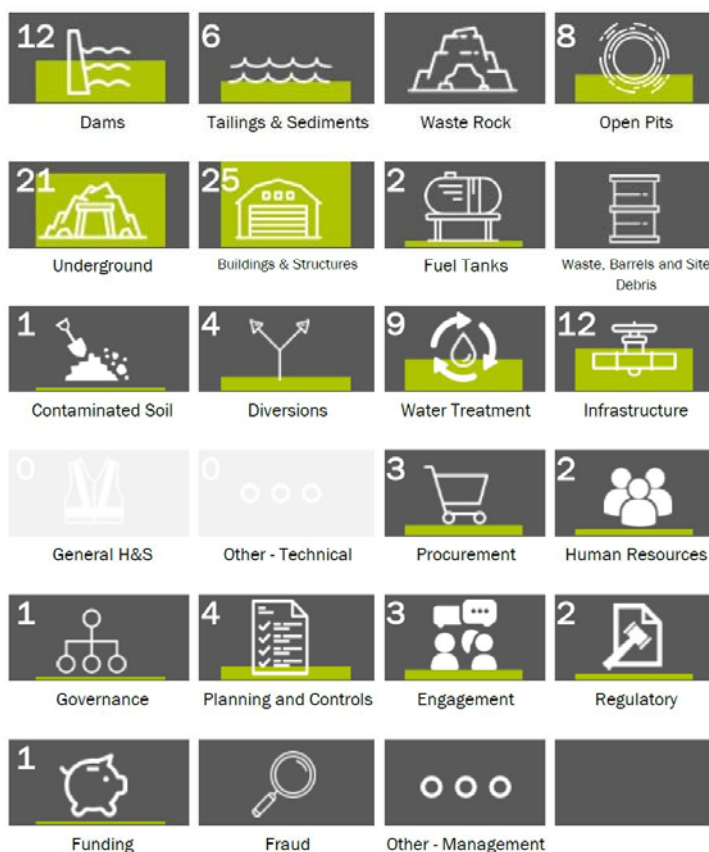 12 6 8
Dams Tailings & Sediments Waste Rock Open Pits
21 25 2
Underground Buildings & Structures Fuel Tanks Waste, Barrels and Site
Debris
1 4 9 12
Contaminated Soil Diversions Water Treatment Infrastructure
0 0 3 2
General H&S Other - Technical Procurement Human Resources
1 4 3 2
Governance Planning and Controls Engagement Regulatory
1
Funding Fraud Other - Management